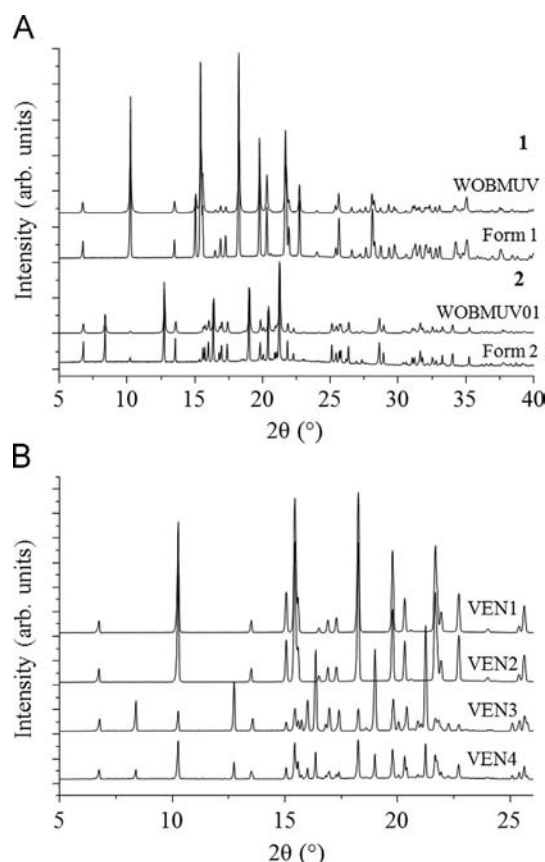 A
Intensity (arb. units)
1
WOBMUV
Form 1
2
WOBMUV01
Form 2
5 10 15 20 25 30 35 40
2θ (°)
B
Intensity (arb. units)
VEN1
VEN2
VEN3
VEN4
5 10 15 20 25
2θ (°)